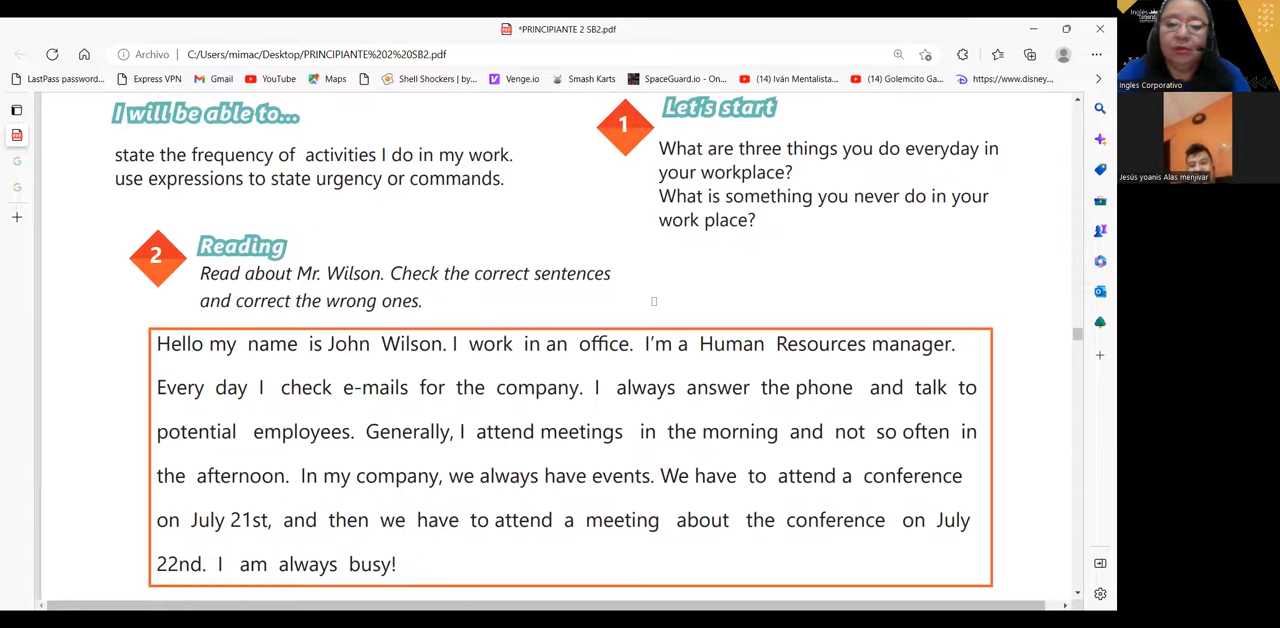 *PRINCIPIANTE 2 SB2.pdf
Archivo C:/Users/mimac/Desktop/PRINCIPIANTE%202%20SB2.pdf
LastPass password... Express VPN Gmail YouTube Maps Shell Shockers | by... Venge.io Smash Karts SpaceGuard.io - On... (14) Iván Mentalista... (14) Golemcito Ga... https://www.disney...
I will be able to...
state the frequency of activities I do in my work.
use expressions to state urgency or commands.
1
Let's start
What are three things you do everyday in
your workplace?
What is something you never do in your
work place?
2
Reading
Read about Mr. Wilson. Check the correct sentences
and correct the wrong ones.
Hello my name is John Wilson. I work in an office. I'm a Human Resources manager.
Every day I check e-mails for the company. I always answer the phone and talk to
potential employees. Generally, I attend meetings in the morning and not so often in
the afternoon. In my company, we always have events. We have to attend a conference
on July 21st, and then we have to attend a meeting about the conference on July
22nd. I am always busy!
Inglés
Corporativo
Ingles Corporativo
Jesús yoanis Alas menjivar